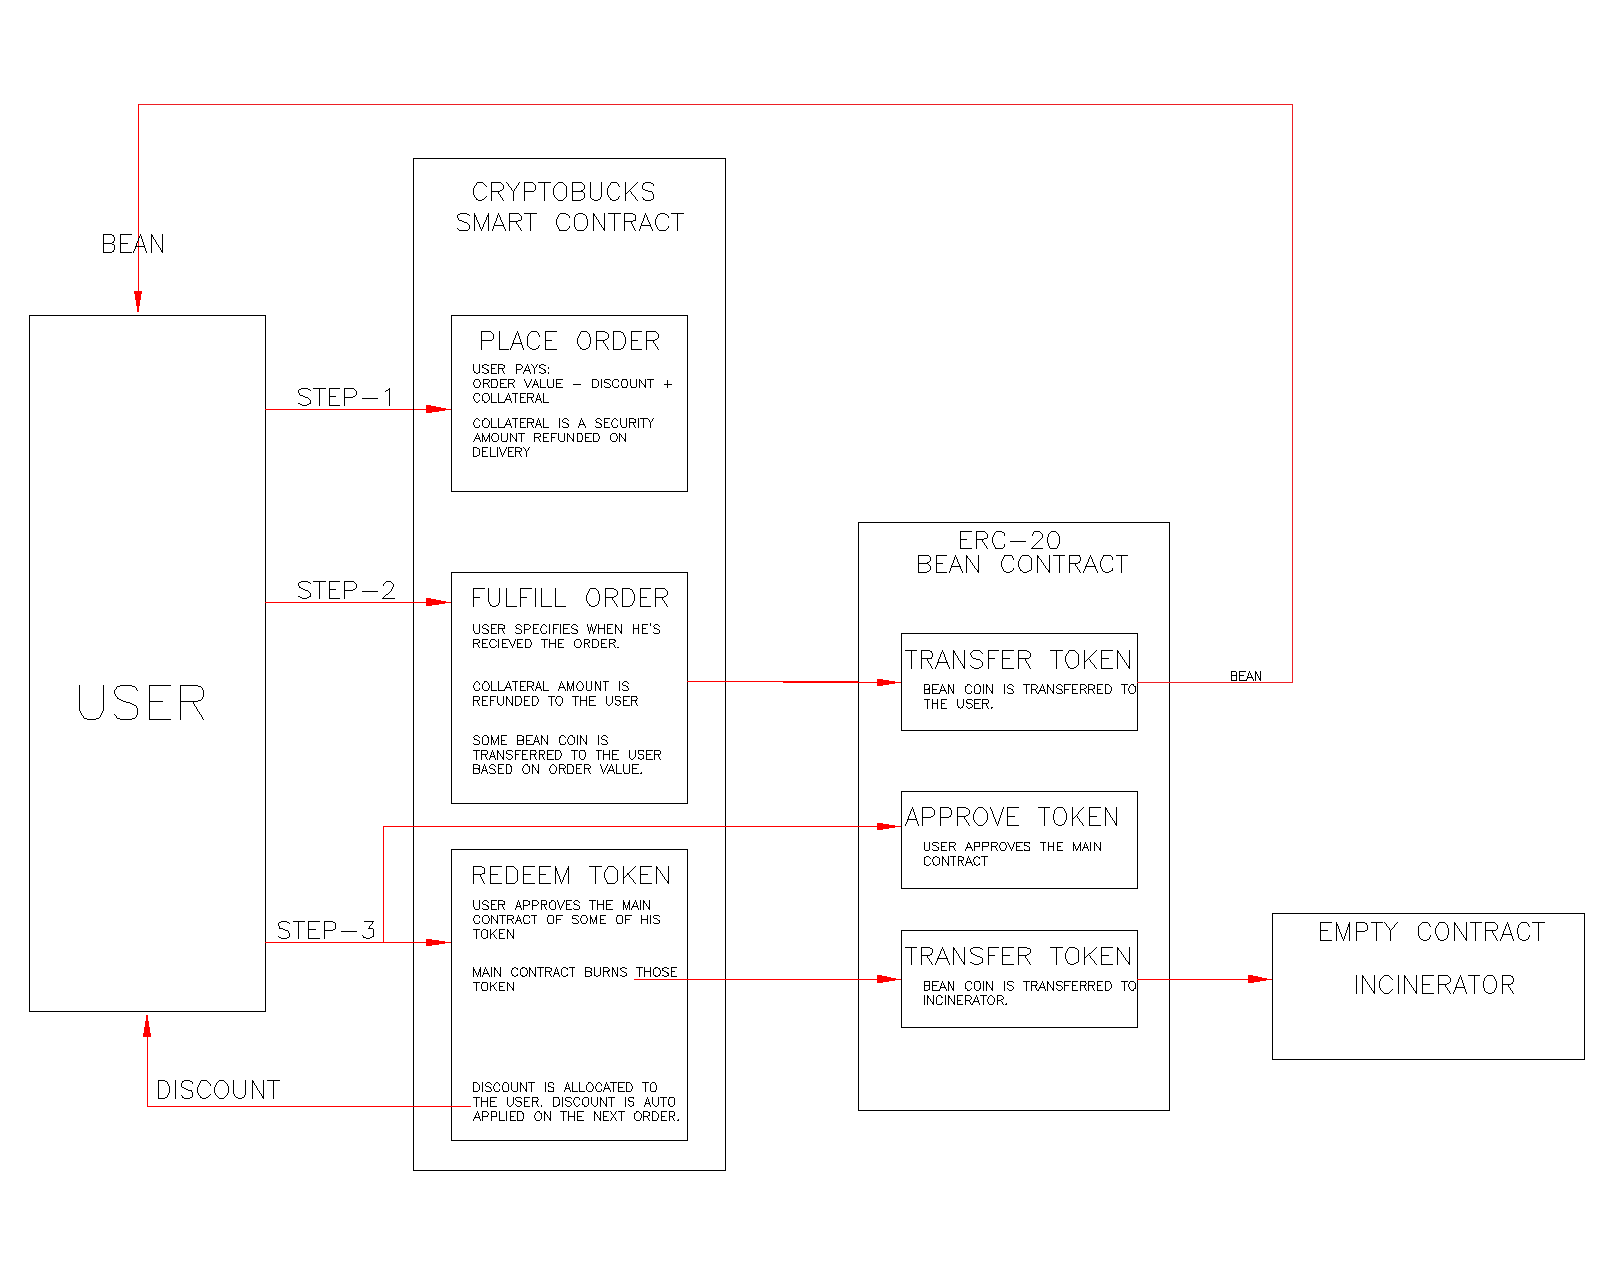 CRYPTOBUCKS
SMART CONTRACT
BEAN
PLACE ORDER
USER PAYS:
ORDER VALUE - DISCOUNT +
COLLATERAL
COLLATERAL IS A SECURITY
AMOUNT REFUNDED ON
DELIVERY
STEP-1
ERC-20
BEAN CONTRACT
STEP-2
FULFILL ORDER
USER SPECIFIES WHEN HE'S
RECIEVED THE ORDER.
COLLATERAL AMOUNT IS
REFUNDED TO THE USER
SOME BEAN COIN IS
TRANSFERRED TO THE USER
BASED ON ORDER VALUE.
TRANSFER TOKEN
BEAN COIN IS TRANSFERRED TO
THE USER.
BEAN
USER
APPROVE TOKEN
USER APPROVES THE MAIN
CONTRACT
STEP-3
REDEEM TOKEN
USER APPROVES THE MAIN
CONTRACT OF SOME OF HIS
TOKEN
MAIN CONTRACT BURNS THOSE
TOKEN
DISCOUNT IS ALLOCATED TO
THE USER. DISCOUNT IS AUTO
APPLIED ON THE NEXT ORDER.
TRANSFER TOKEN
BEAN COIN IS TRANSFERRED TO
INCINERATOR.
EMPTY CONTRACT
INCINERATOR
DISCOUNT